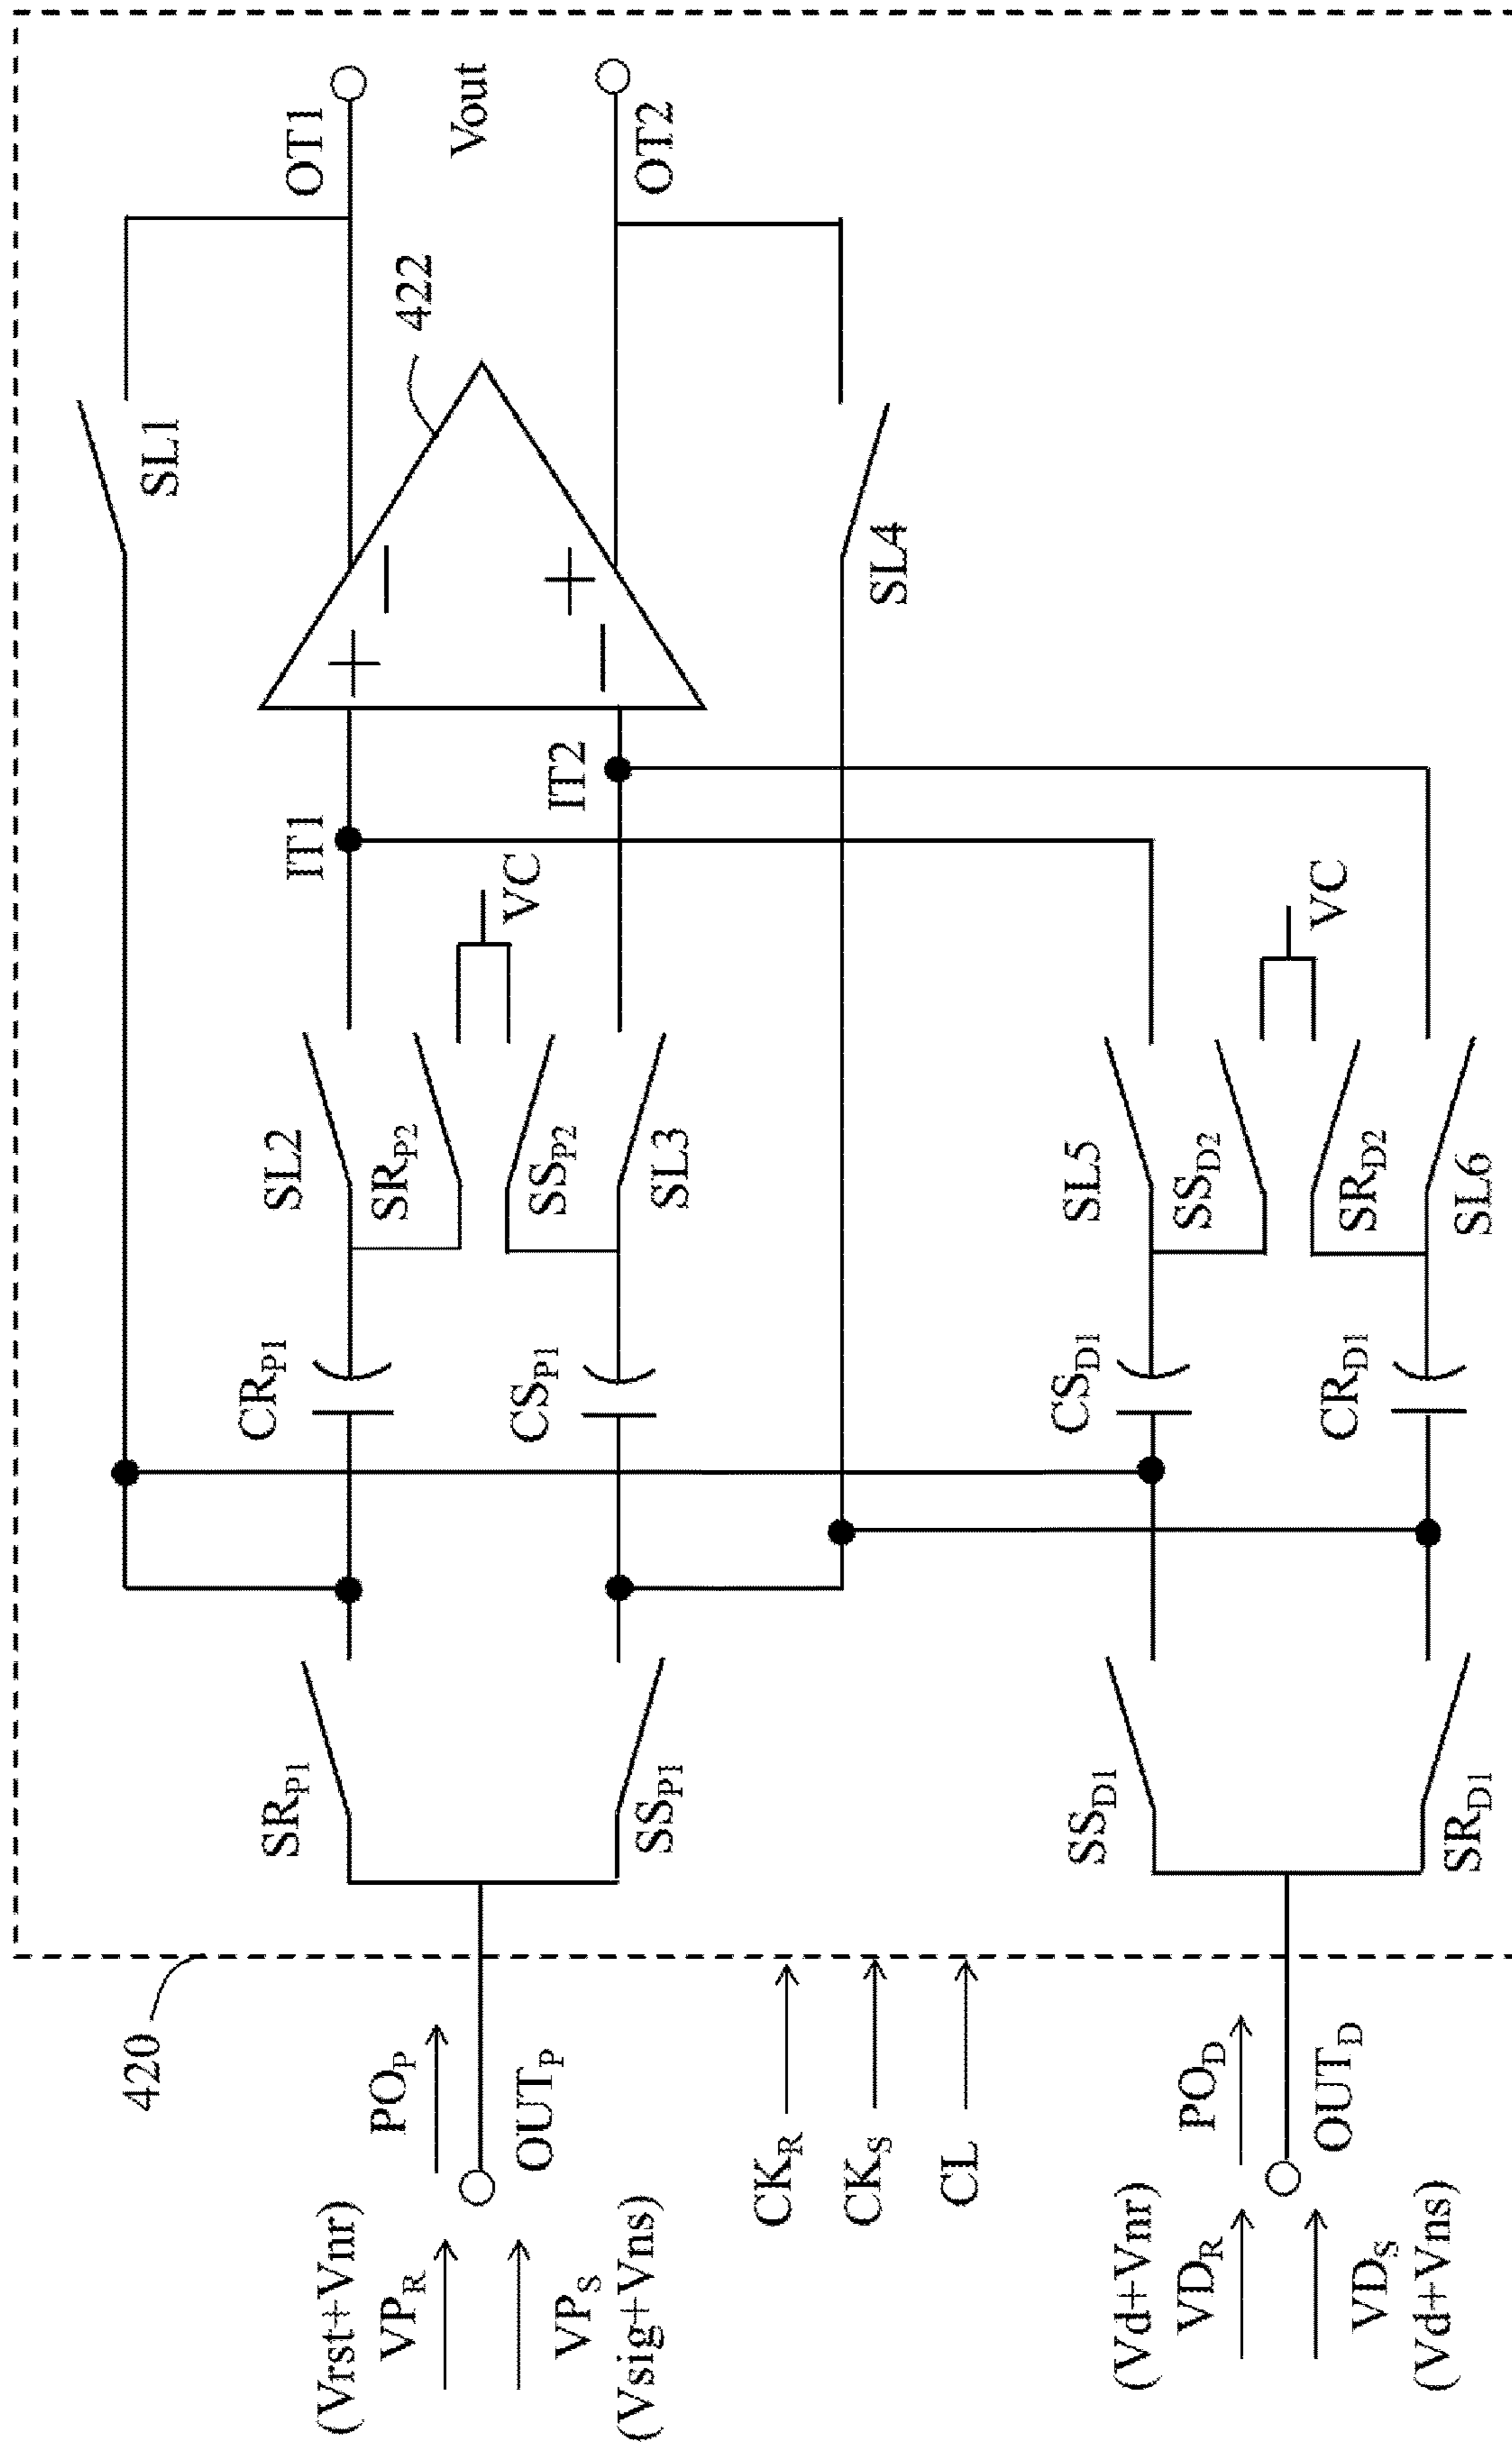 420
(Vrst+Vnr)
VP_R
PO_P
OUT_P
VP_S
(Vsig+Vns)
CK_R
CK_S
CL
(Vd+Vnr)
VD_R
PO_D
OUT_D
VD_S
(Vd+Vns)
SR_P1
SS_P1
SS_D1
SR_D1
CR_P1
CS_P1
CS_D1
CR_D1
SL2
SR_P2
SS_P2
SL3
SL5
SS_D2
SR_D2
SL6
VC
VC
IT1
IT2
+
−
−
+
SL1
SL4
422
OT1
Vout
OT2